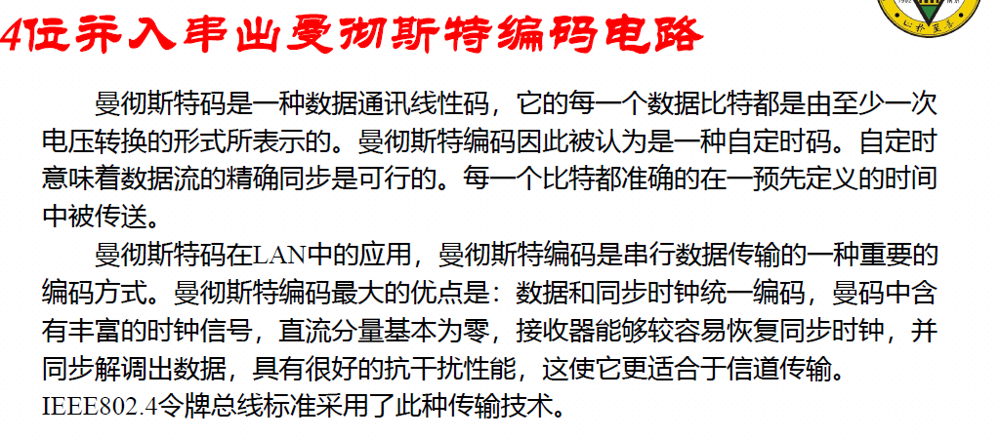 4位并入串出曼彻斯特编码电路
曼彻斯特码是一种数据通讯线性码，它的每一个数据比特都是由至少一次
电压转换的形式所表示的。曼彻斯特编码因此被认为是一种自定时码。自定时
意味着数据流的精确同步是可行的。每一个比特都准确的在一预先定义的时间
中被传送。
曼彻斯特码在LAN中的应用，曼彻斯特编码是串行数据传输的一种重要的
编码方式。曼彻斯特编码最大的优点是：数据和同步时钟统一编码，曼码中含
有丰富的时钟信号，直流分量基本为零，接收器能够较容易恢复同步时钟，并
同步解调出数据，具有很好的抗干扰性能，这使它更适合于信道传输。
IEEE802.4令牌总线标准采用了此种传输技术。